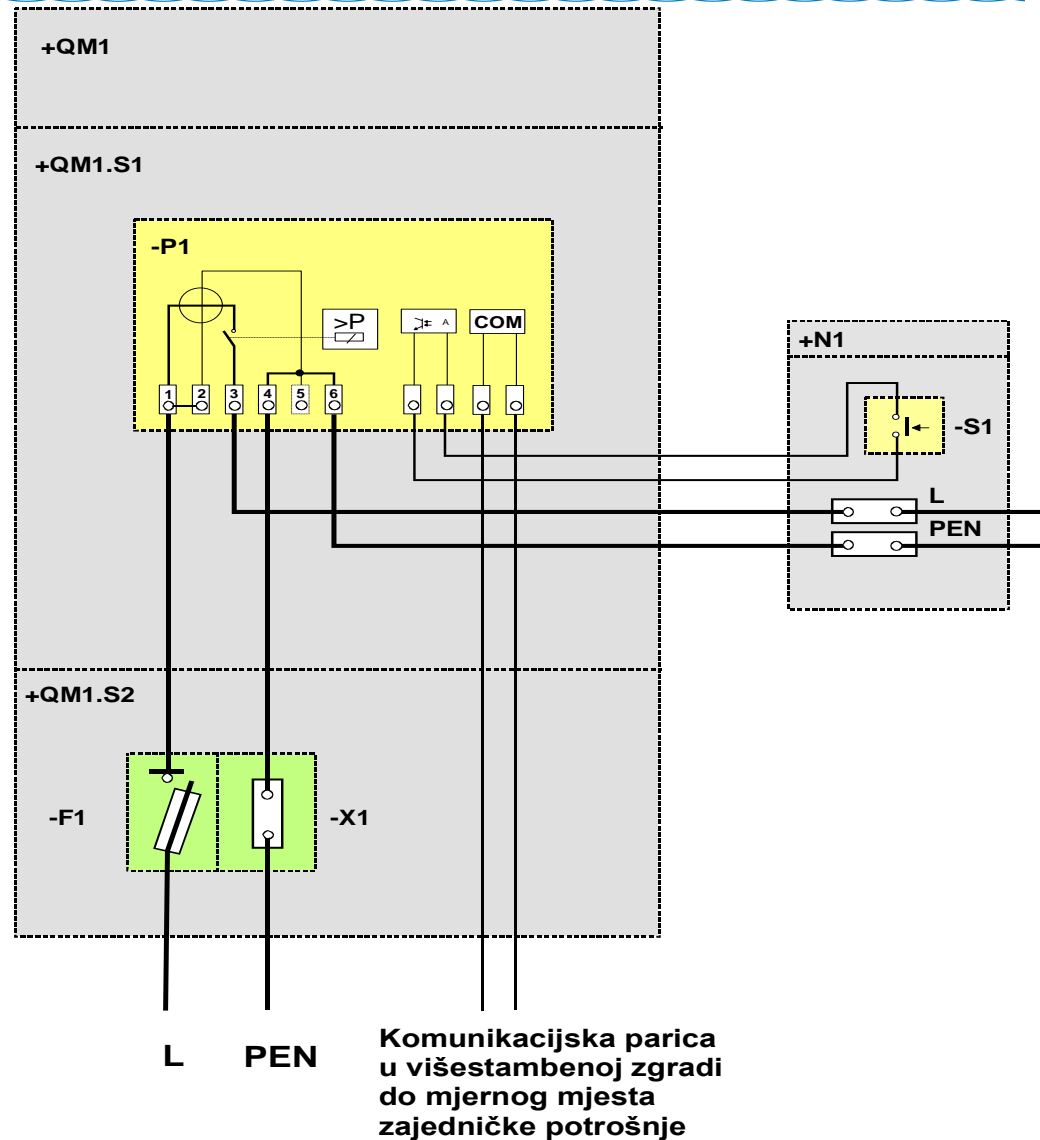 +QM1
+QM1.S1
-P1
>P
A
COM
1 2 3 4 5 6
+N1
-S1
L
PEN
+QM1.S2
-F1
-X1
L PEN
Komunikacijska parica
u višestambenoj zgradi
do mjernog mjesta
zajedničke potrošnje